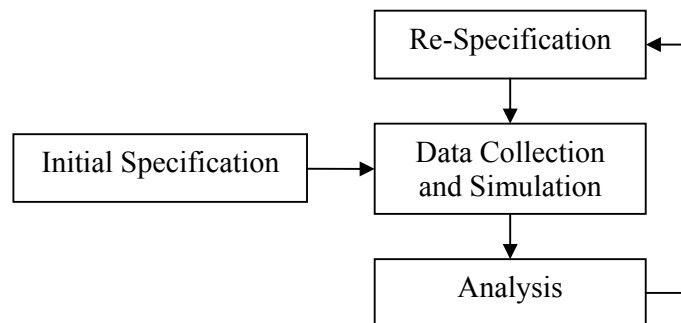 Re-Specification
Initial Specification
Data Collection
and Simulation
Analysis